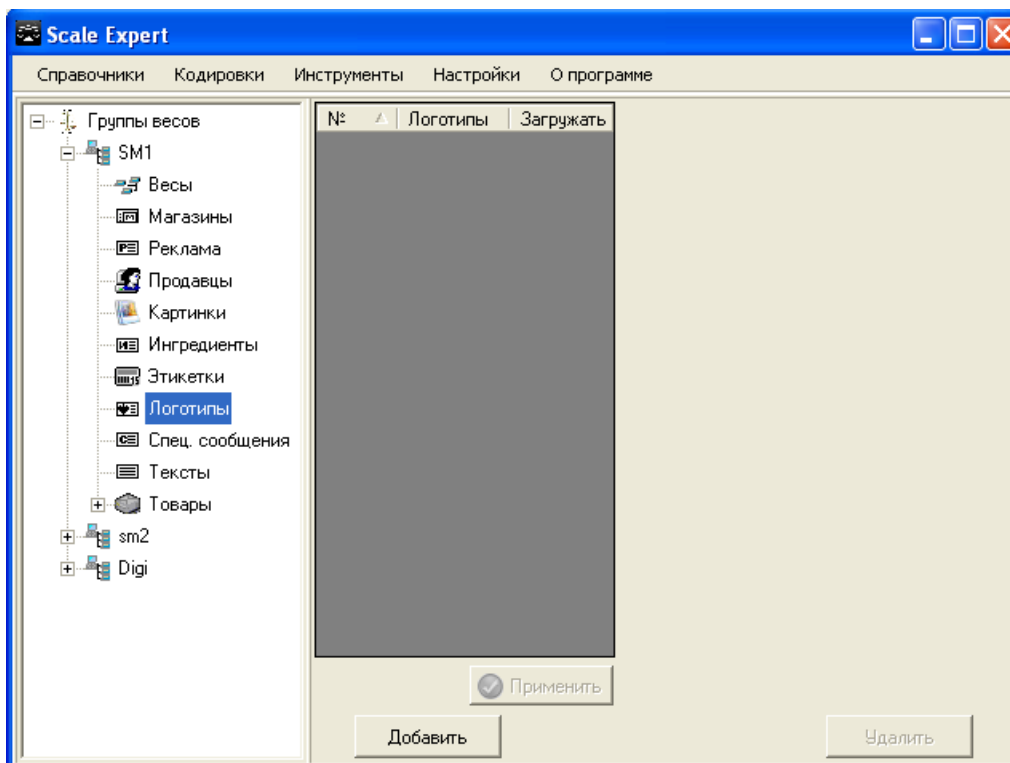 Scale Expert
Справочники Кодировки Инструменты Настройки О программе
Группы весов
SM1
Весы
Магазины
Реклама
Продавцы
Картинки
Ингредиенты
Этикетки
Логотипы
Спец. сообщения
Тексты
Товары
sm2
Digi
№ Логотипы Загружать
Применить
Добавить Удалить